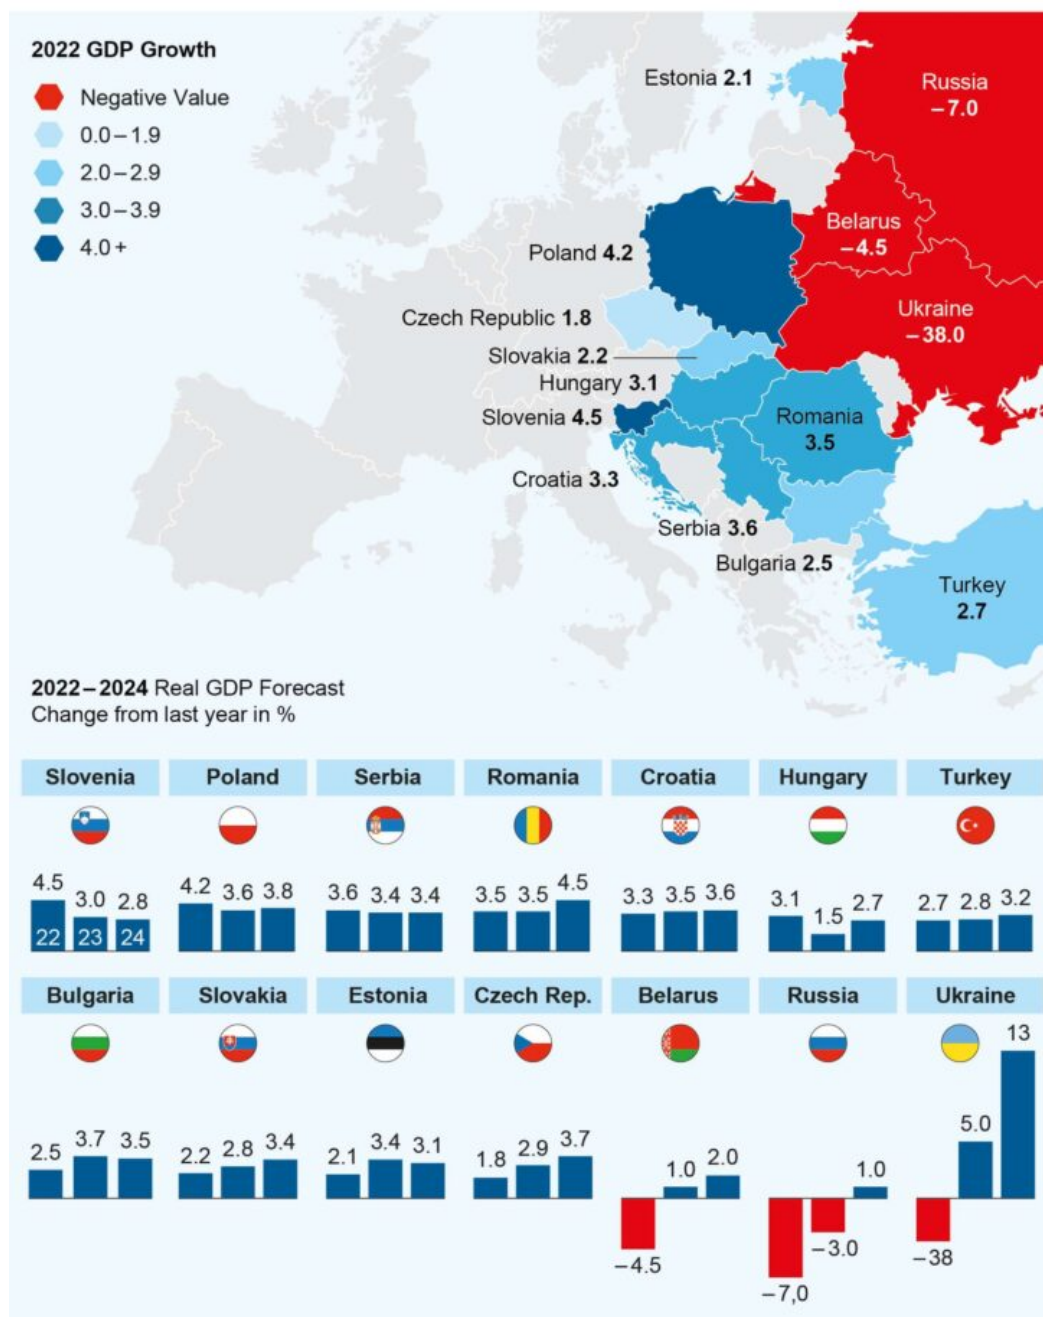 2022 GDP Growth
Negative Value
0.0–1.9
2.0–2.9
3.0–3.9
4.0+
Estonia 2.1
Russia
–7.0
Belarus
–4.5
Poland 4.2
Ukraine
–38.0
Czech Republic 1.8
Slovakia 2.2
Hungary 3.1
Slovenia 4.5
Romania
3.5
Croatia 3.3
Serbia 3.6
Bulgaria 2.5
Turkey
2.7
2022–2024 Real GDP Forecast
Change from last year in %
Slovenia Poland Serbia Romania Croatia Hungary Turkey
4.5 3.0 2.8 4.2 3.6 3.8 3.6 3.4 3.4 3.5 3.5 4.5 3.3 3.5 3.6 3.1 1.5 2.7 2.7 2.8 3.2
22 23 24
Bulgaria Slovakia Estonia Czech Rep. Belarus Russia Ukraine
2.5 3.7 3.5 2.2 2.8 3.4 2.1 3.4 3.1 1.8 2.9 3.7 1.0 2.0 1.0 5.0 13
–4.5 –7,0 –3.0 –38